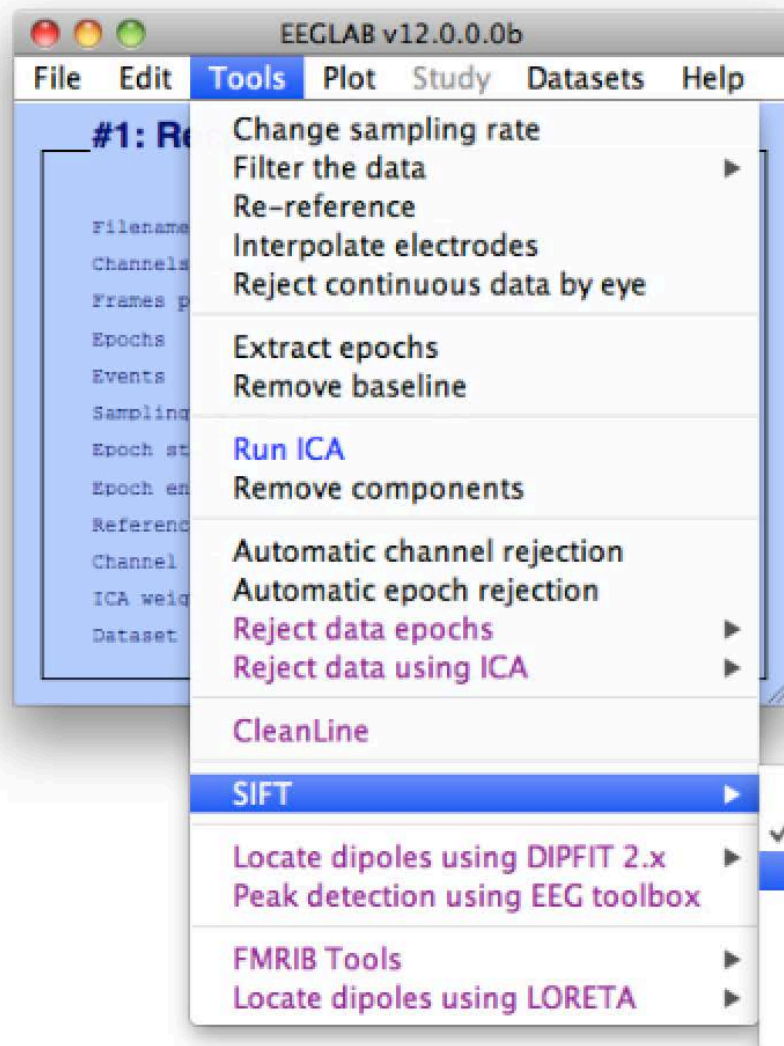 EEGLAB v12.0.0.0b
File Edit Tools Plot Study Datasets Help
#1: Re
Filename
Channels
Frames p
Epochs
Events
Sampling
Epoch st
Epoch en
Referenc
Channel
ICA weig
Dataset
Change sampling rate
Filter the data
Re-reference
Interpolate electrodes
Reject continuous data by eye
Extract epochs
Remove baseline
Run ICA
Remove components
Automatic channel rejection
Automatic epoch rejection
Reject data epochs
Reject data using ICA
CleanLine
SIFT
Locate dipoles using DIPFIT 2.x
Peak detection using EEG toolbox
FMRIB Tools
Locate dipoles using LORETA